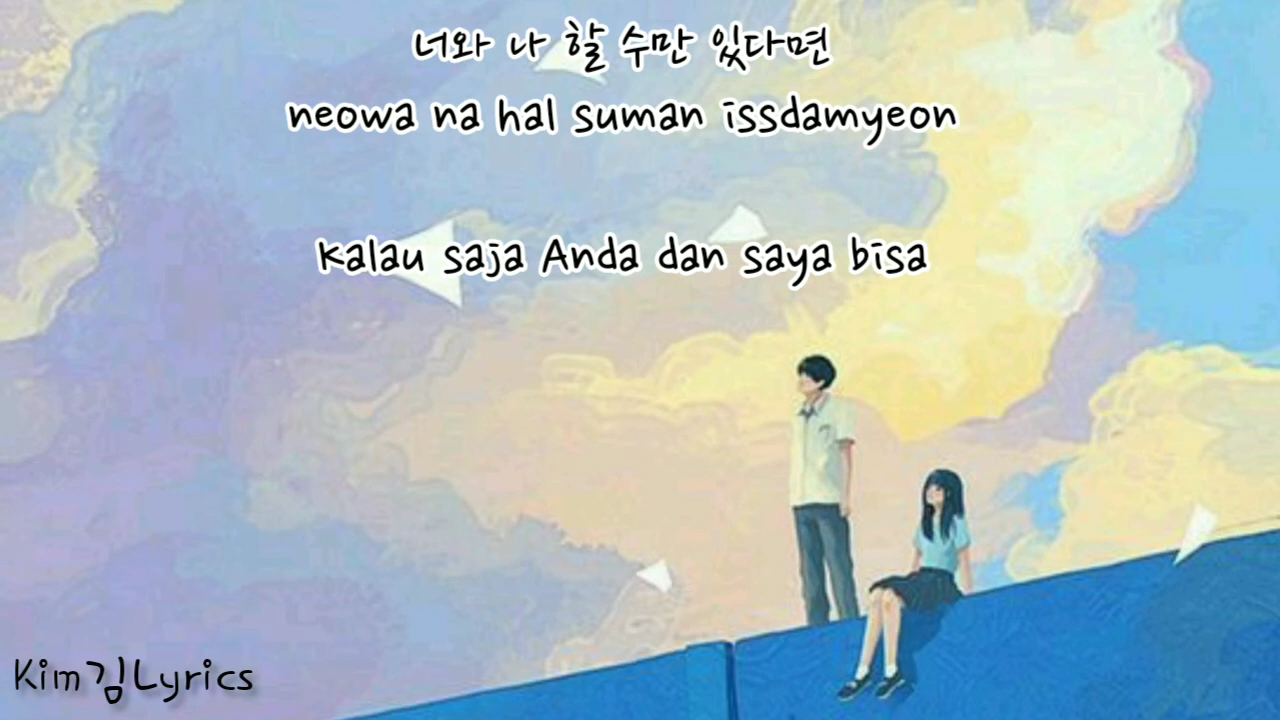 너와 나 할 수만 있다면
neowa na hal suman issdamyeon
Kalau saja Anda dan saya bisa
Kim김Lyrics